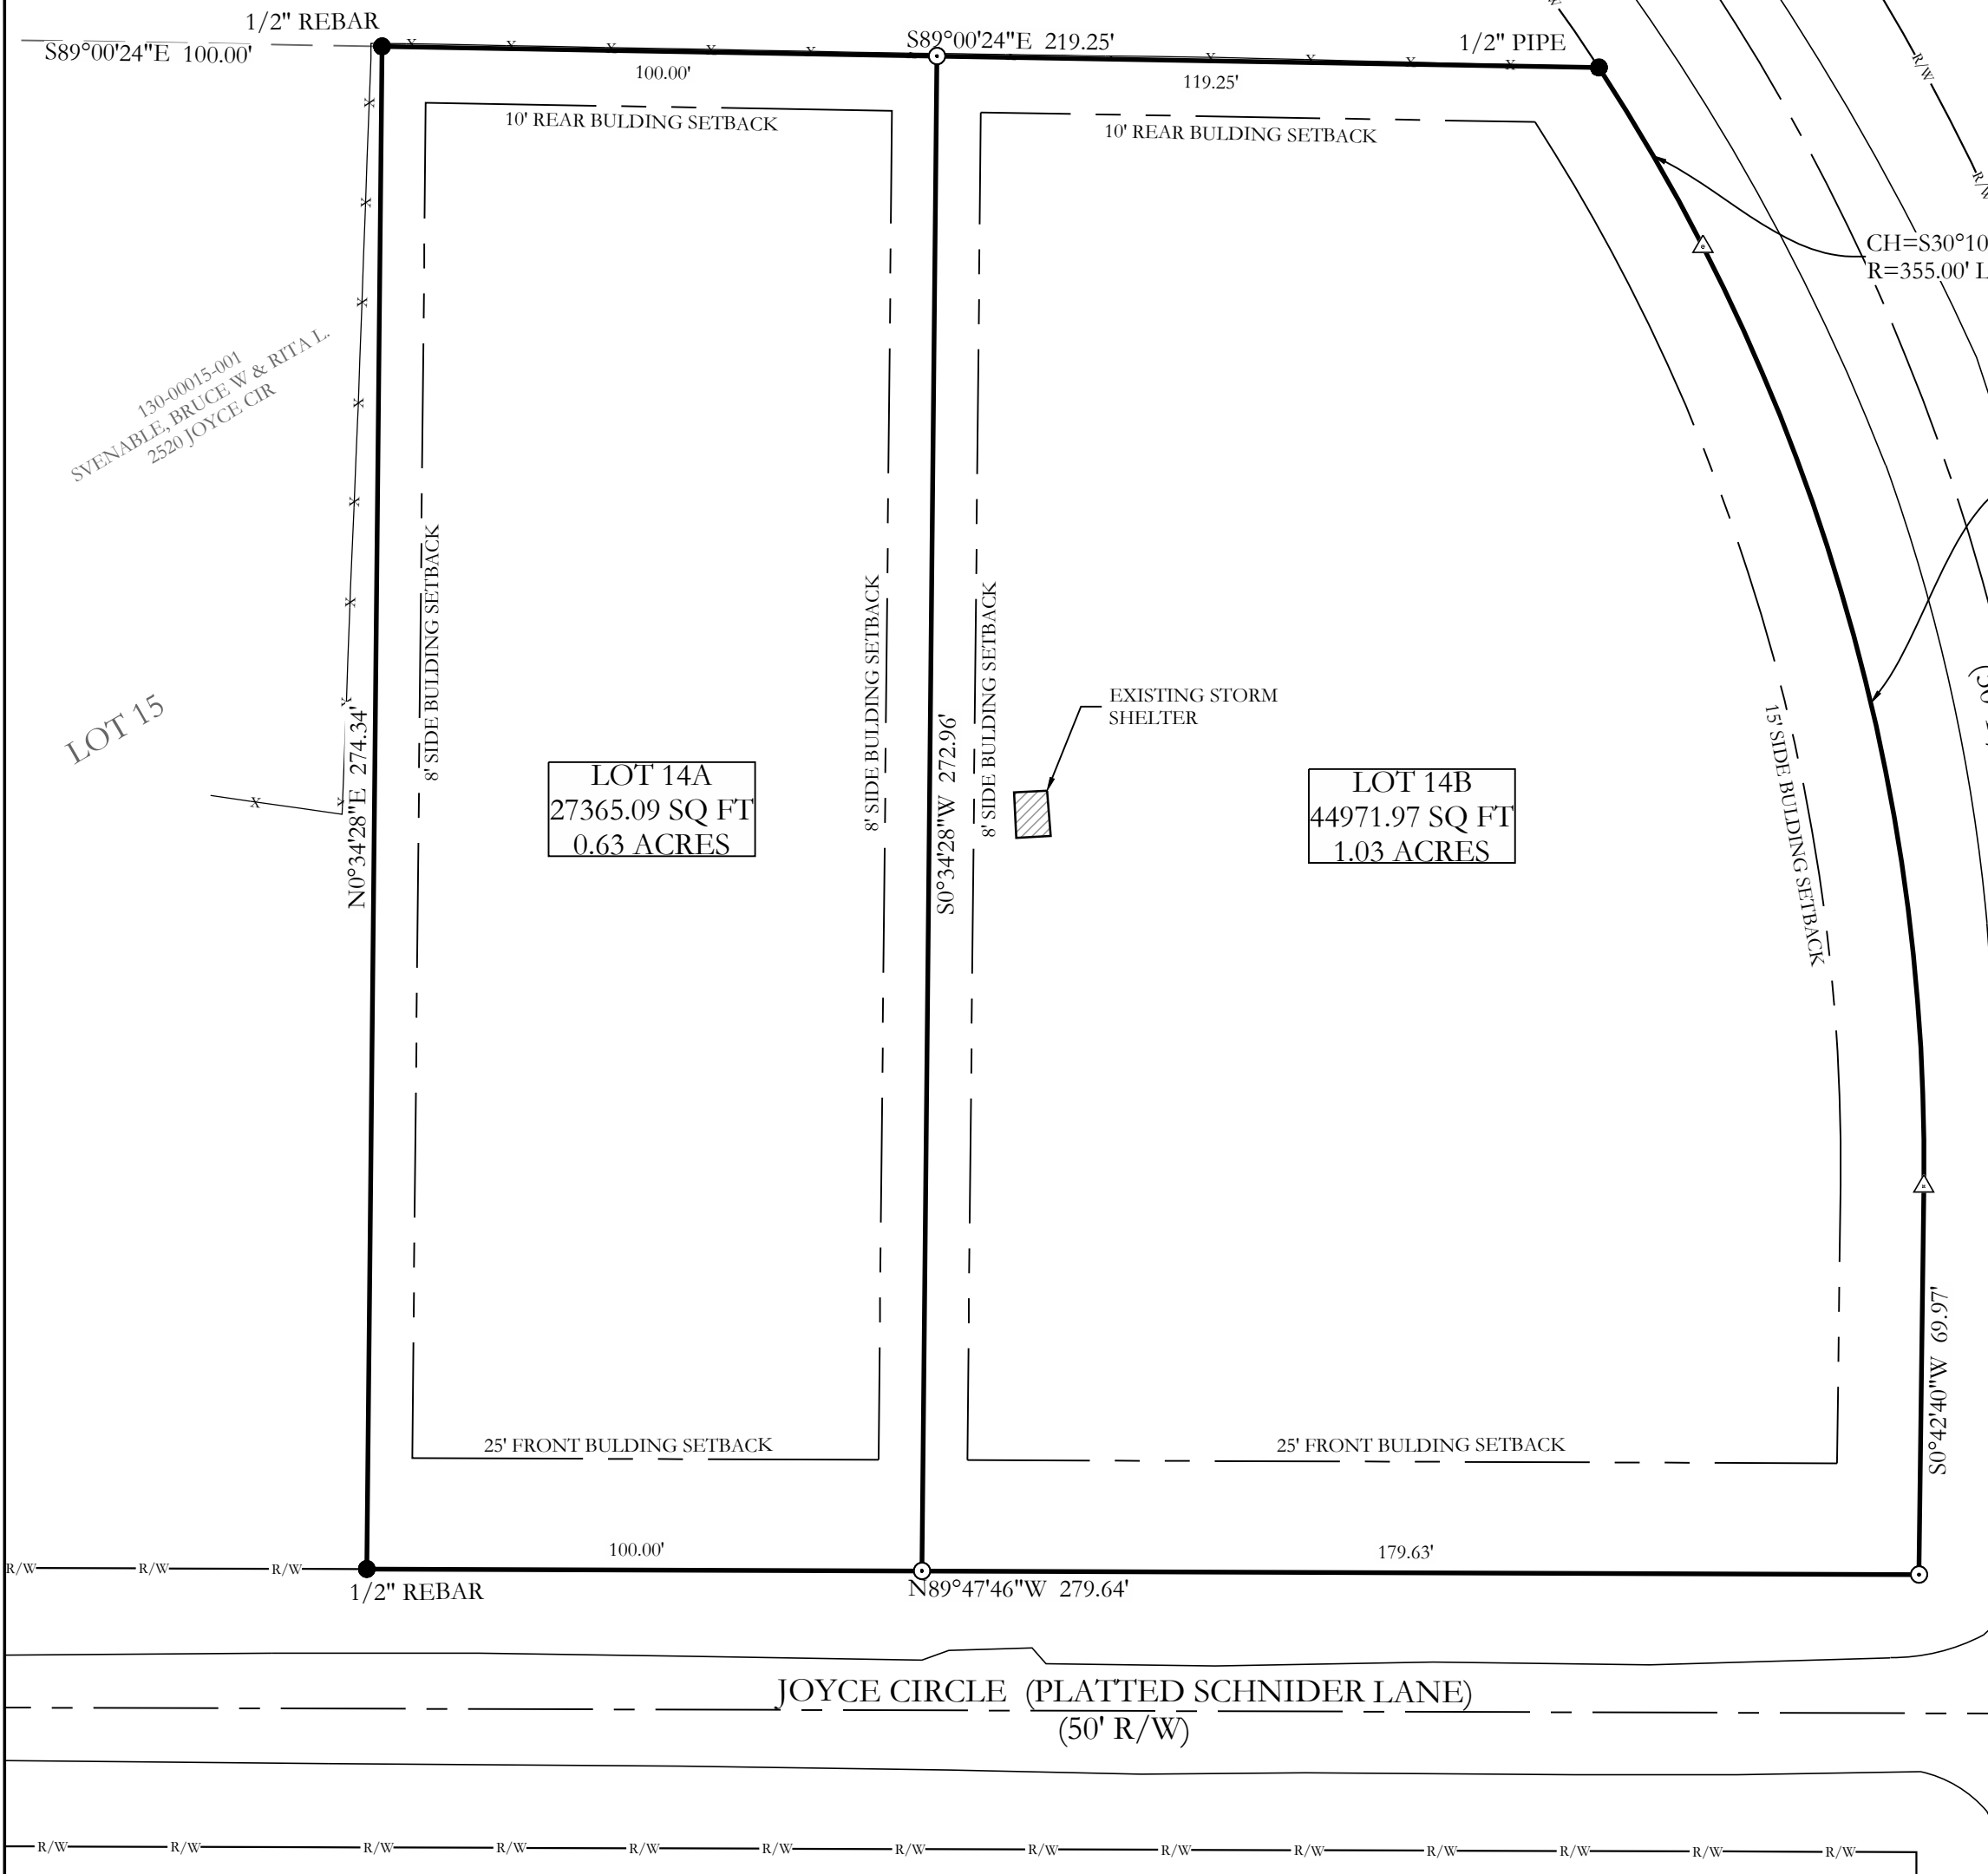 1/2" REBAR
S89°00'24"E 100.00'
S89°00'24"E 219.25'
1/2" PIPE
100.00'
119.25'
10' REAR BULDING SETBACK
10' REAR BULDING SETBACK
R/W
R/W
CH=S30°10
R=355.00' L
130-00015-001
SVENABLE, BRUCE W & RITA L.
2520 JOYCE CIR
LOT 15
N0°34'28"E 274.34'
8' SIDE BULDING SETBACK
8' SIDE BULDING SETBACK
S0°34'28"W 272.96'
8' SIDE BULDING SETBACK
EXISTING STORM
SHELTER
15' SIDE BULDING SETBACK
LOT 14A
27365.09 SQ FT
0.63 ACRES
LOT 14B
44971.97 SQ FT
1.03 ACRES
S0°42'40"W 69.97'
25' FRONT BULDING SETBACK
25' FRONT BULDING SETBACK
100.00'
179.63'
R/W R/W R/W
1/2" REBAR
N89°47'46"W 279.64'
JOYCE CIRCLE (PLATTED SCHNIDER LANE)
(50' R/W)
R/W R/W R/W R/W R/W R/W R/W R/W R/W R/W R/W R/W R/W R/W